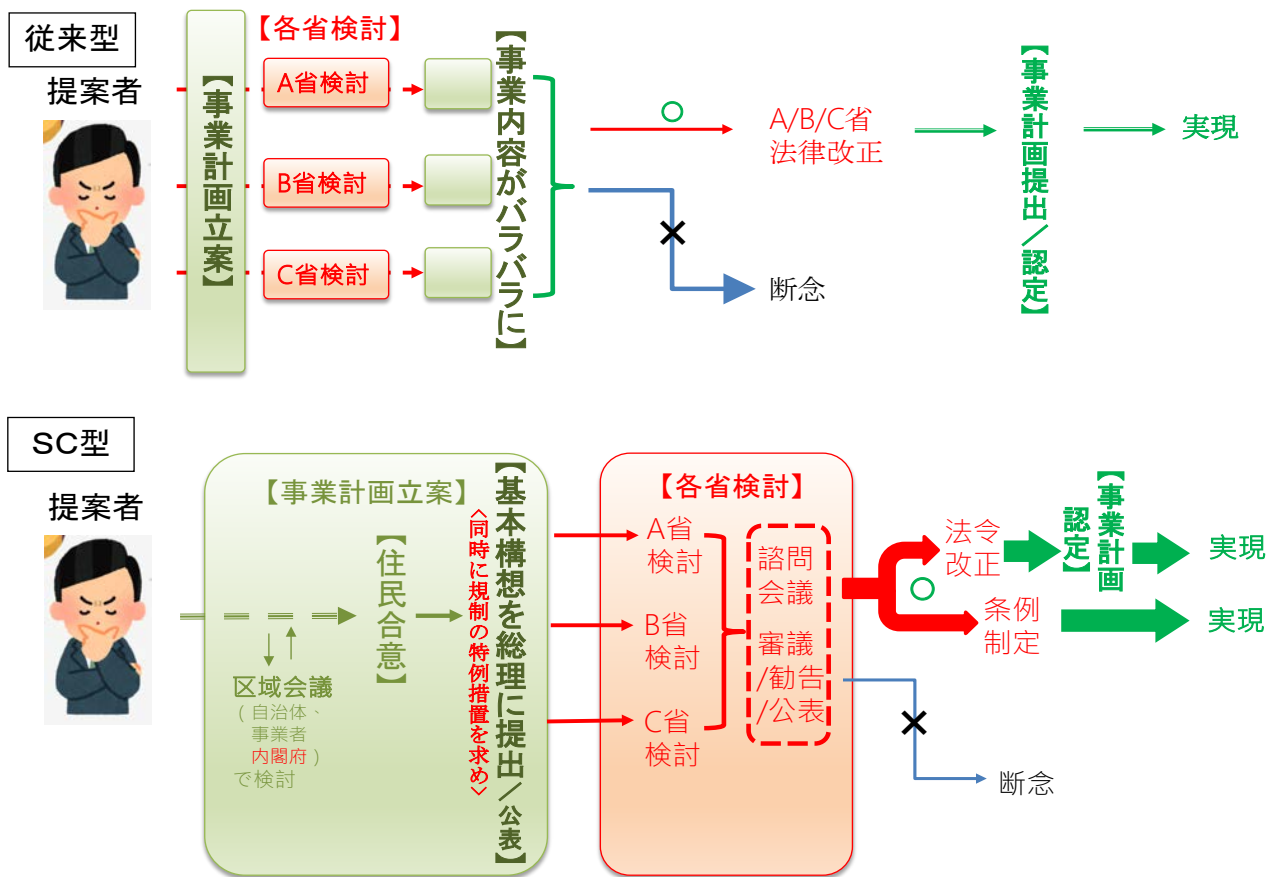 従来型
提案者
【事業計画立案】
【各省検討】
A省検討
B省検討
C省検討
【事業内容がバラバラに】
○
A/B/C省
法律改正
×
断念
【事業計画提出/認定】
実現
SC型
提案者
【事業計画立案】
区域会議
(自治体、
事業者
内閣府)
で検討
【住民合意】
【基本構想を総理に提出/公表】
<同時に規制の特例措置を求め>
【各省検討】
A省
検討
B省
検討
C省
検討
諮問
会議
審議
/勧告
/公表
○
法令
改正
【事業計画
認定】
実現
条例
制定
実現
×
断念